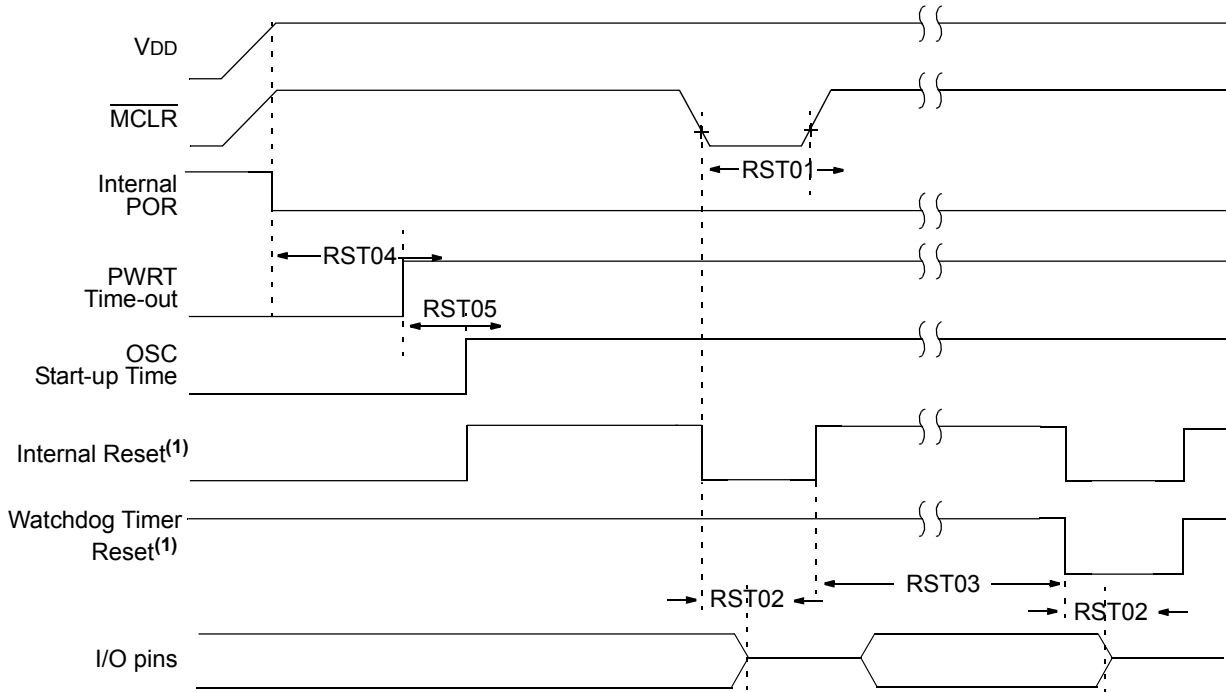 VDD
MCLR
RST01
Internal
POR
RST04
PWRT
Time-out
RST05
OSC
Start-up Time
Internal Reset(1)
Watchdog Timer
Reset(1)
RST03
RST02
RST02
I/O pins